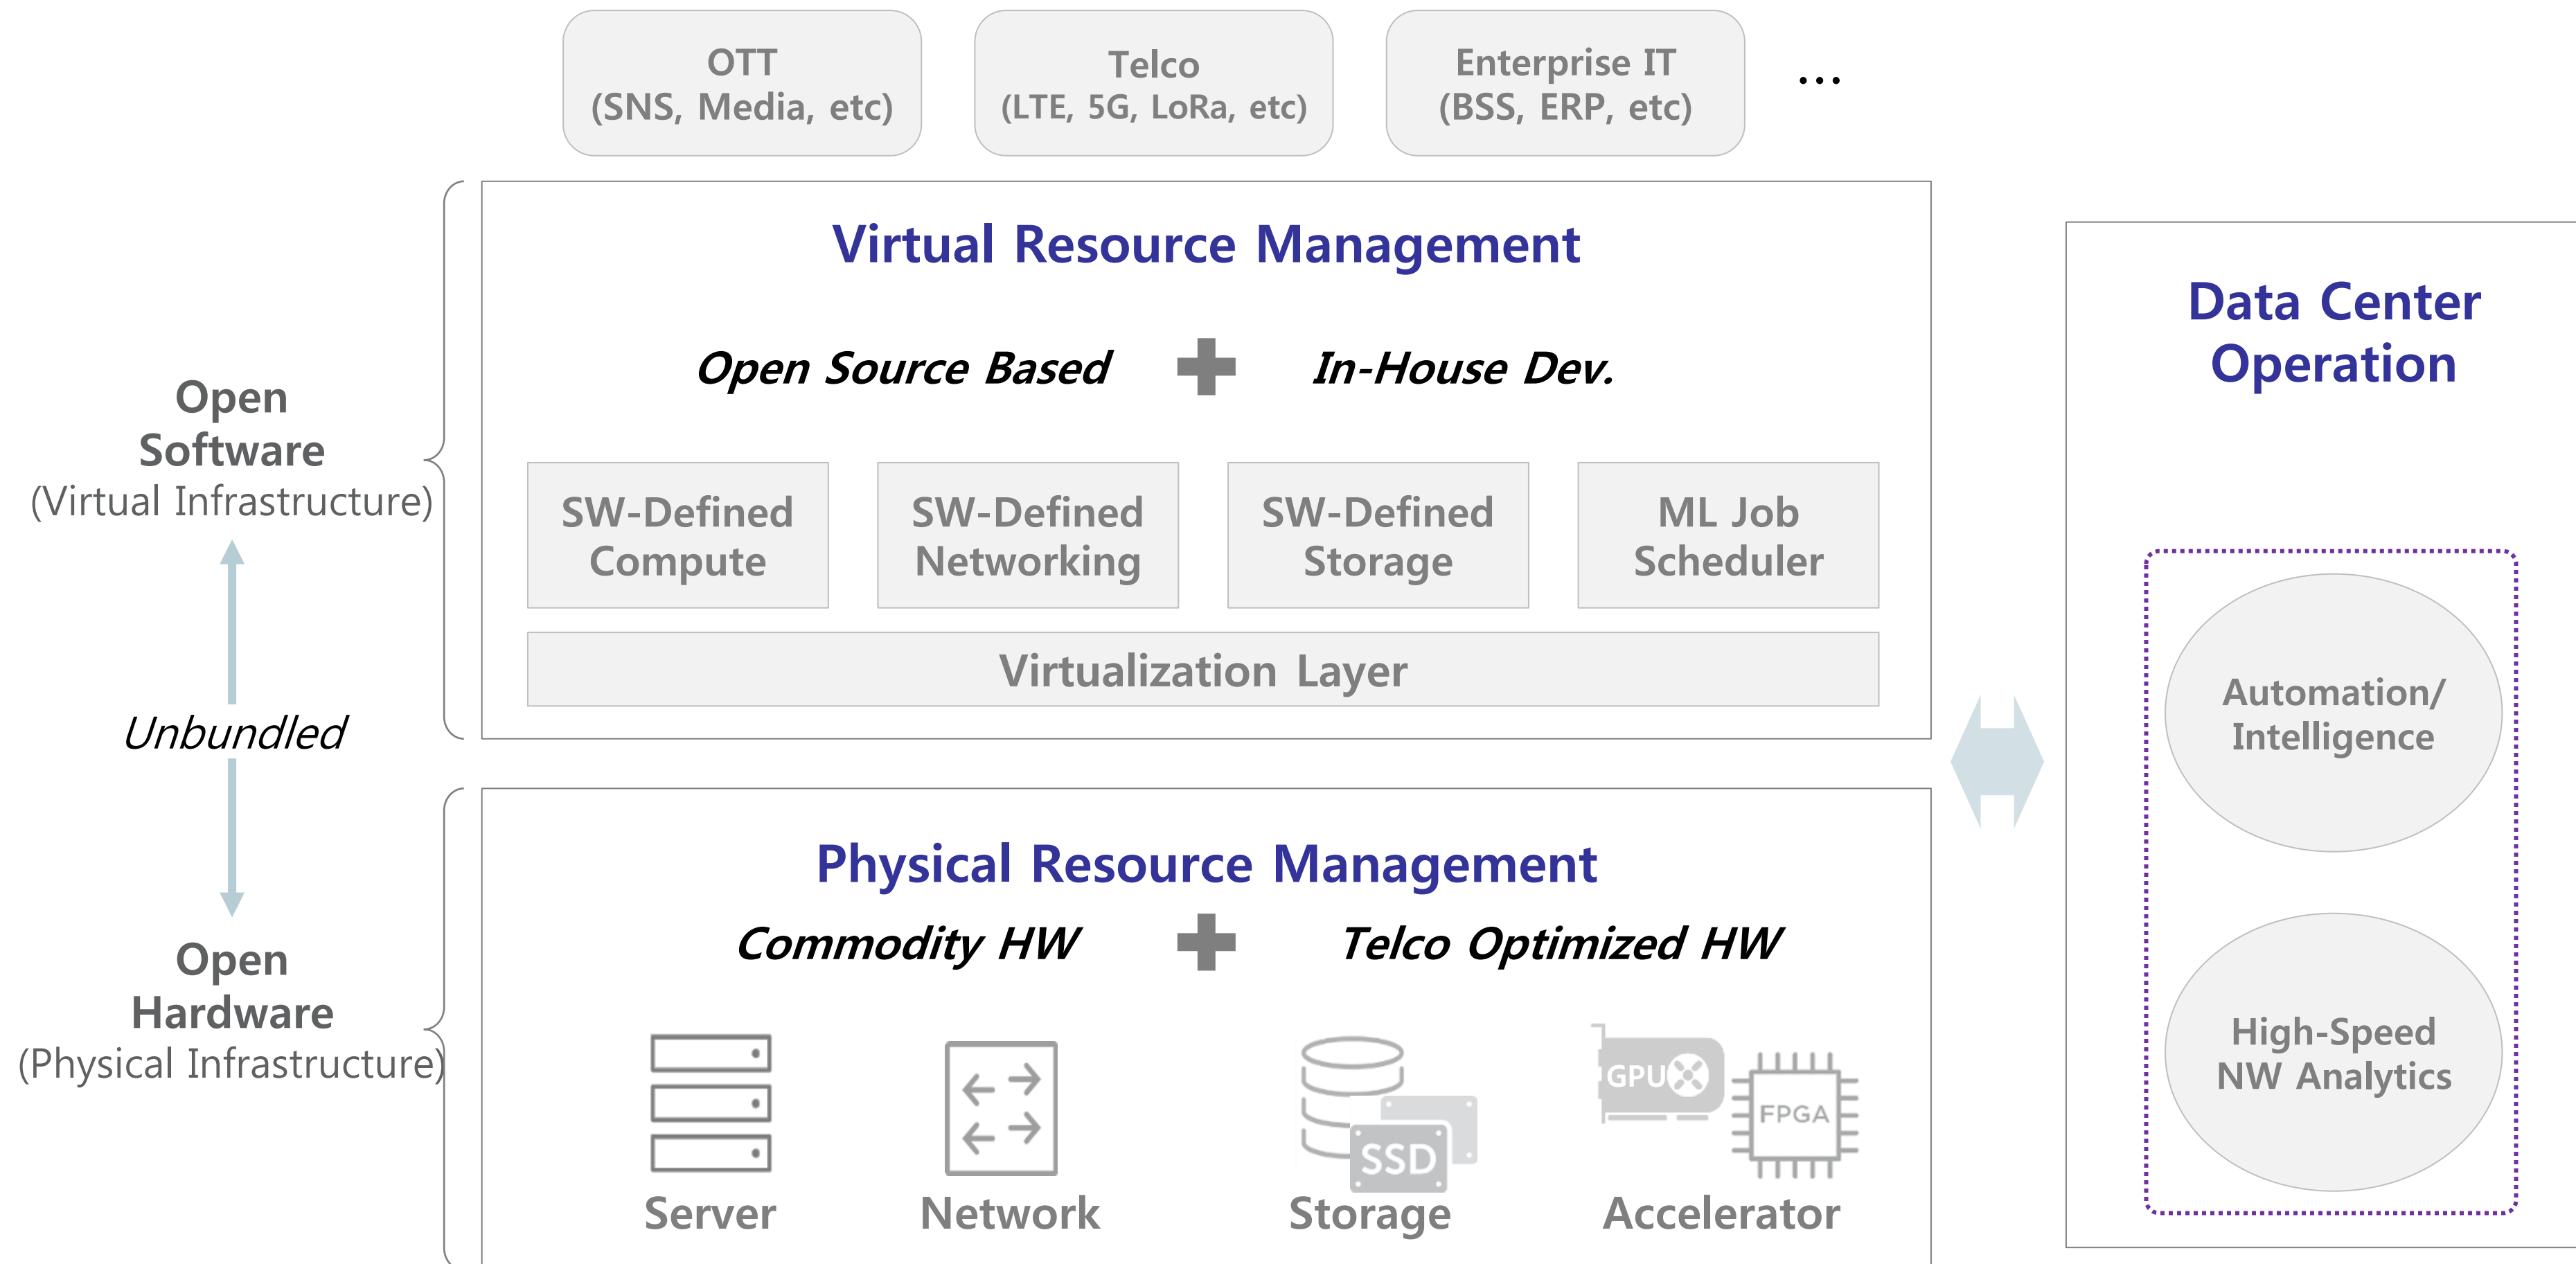 OTT
(SNS, Media, etc)
Telco
(LTE, 5G, LoRa, etc)
Enterprise IT
(BSS, ERP, etc)
...
Open
Software
(Virtual Infrastructure)
Unbundled
Open
Hardware
(Physical Infrastructure)
Virtual Resource Management
Open Source Based
In-House Dev.
SW-Defined
Compute
SW-Defined
Networking
SW-Defined
Storage
ML Job
Scheduler
Virtualization Layer
Physical Resource Management
Commodity HW
Telco Optimized HW
SSD
GPU
FPGA
Server
Network
Storage
Accelerator
Data Center
Operation
Automation/
Intelligence
High-Speed
NW Analytics